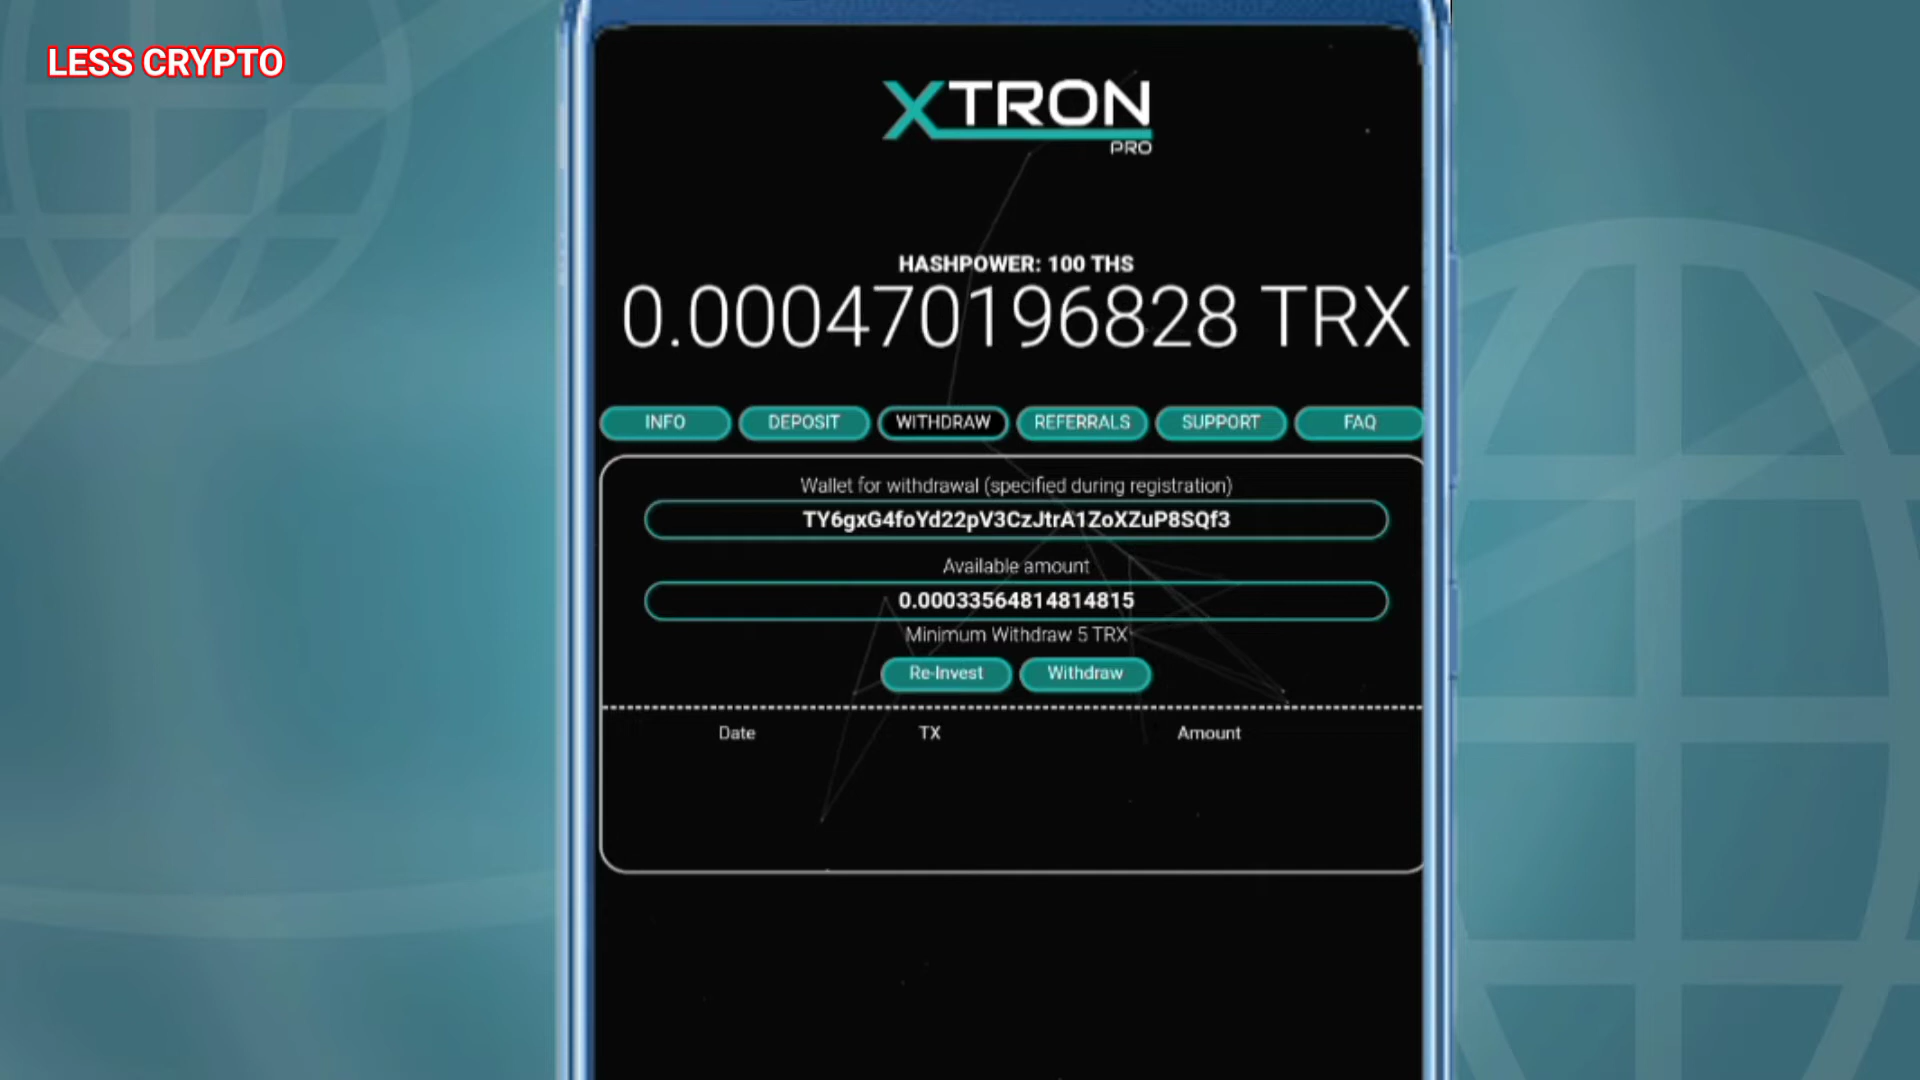 LESS CRYPTO
XTRON
PRO
HASHPOWER: 100 THS
0.000470196828 TRX
INFO DEPOSIT WITHDRAW REFERRALS SUPPORT FAQ
Wallet for withdrawal (specified during registration)
TY6gxG4foYd22pV3CzJtrA1ZoXZuP8SQf3
Available amount
0.00033564814814815
Minimum Withdraw 5 TRX
Re-Invest Withdraw
Date TX Amount